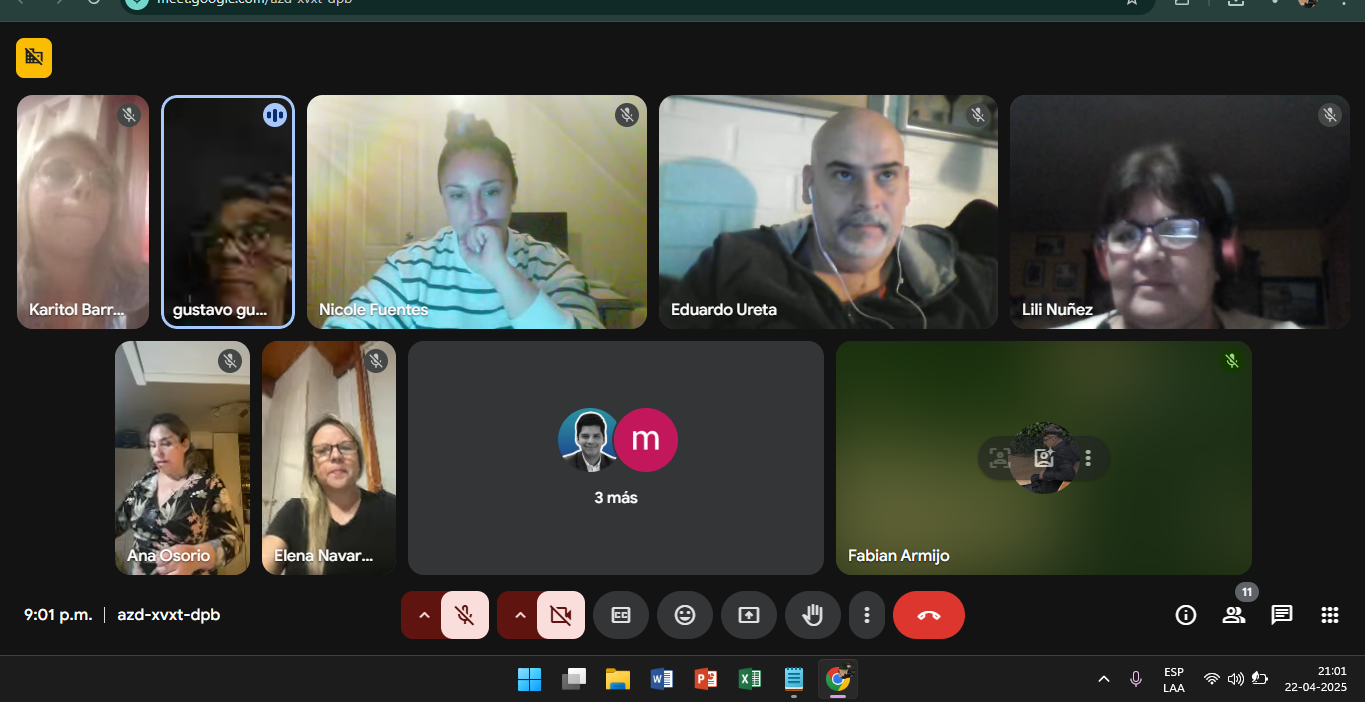 meet.google.com/azd-xvxt-dpb
Karitol Barr...
gustavo gu...
Nicole Fuentes
Eduardo Ureta
Lili Nuñez
Ana Osorio
Elena Navar...
m
3 más
Fabian Armijo
9:01 p.m. | azd-xvxt-dpb
CC
11
W
P
X
ESP
LAA
21:01
22-04-2025